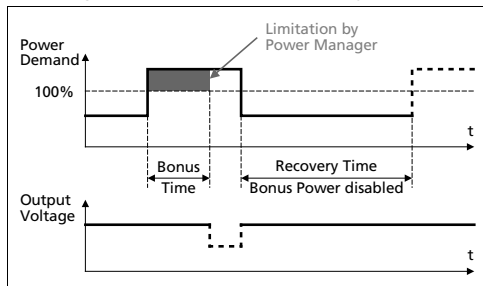 Limitation by
Power Manager
Power
Demand
100%
t
Bonus
Time
Recovery Time
Bonus Power disabled
Output
Voltage
t